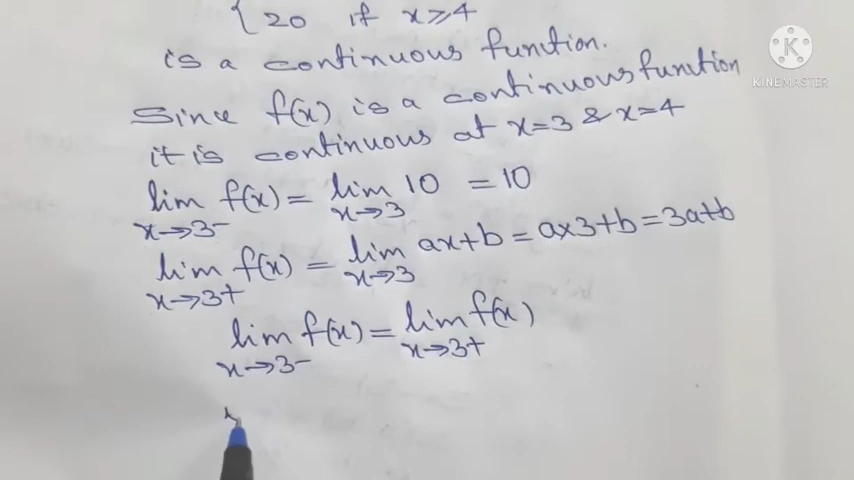 { 20 if x ≥ 4
is a continuous function.
Since f(x) is a continuous function
it is continuous at x=3 & x=4
lim x→3- f(x) = lim x→3 10 = 10
lim x→3+ f(x) = lim x→3 ax+b = a×3+b = 3a+b
lim x→3- f(x) = lim x→3+ f(x)
K
KINEMASTER